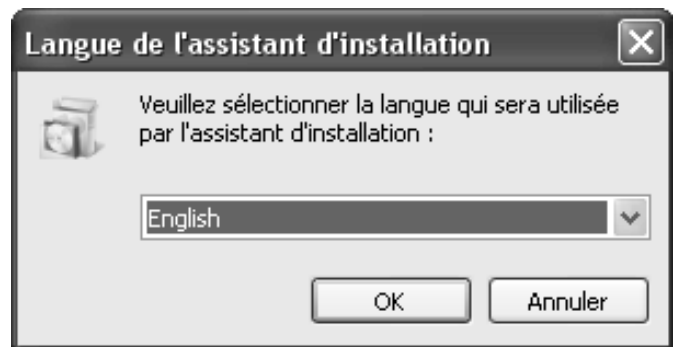 Langue de l'assistant d'installation
Veuillez sélectionner la langue qui sera utilisée
par l'assistant d'installation :
English
OK
Annuler